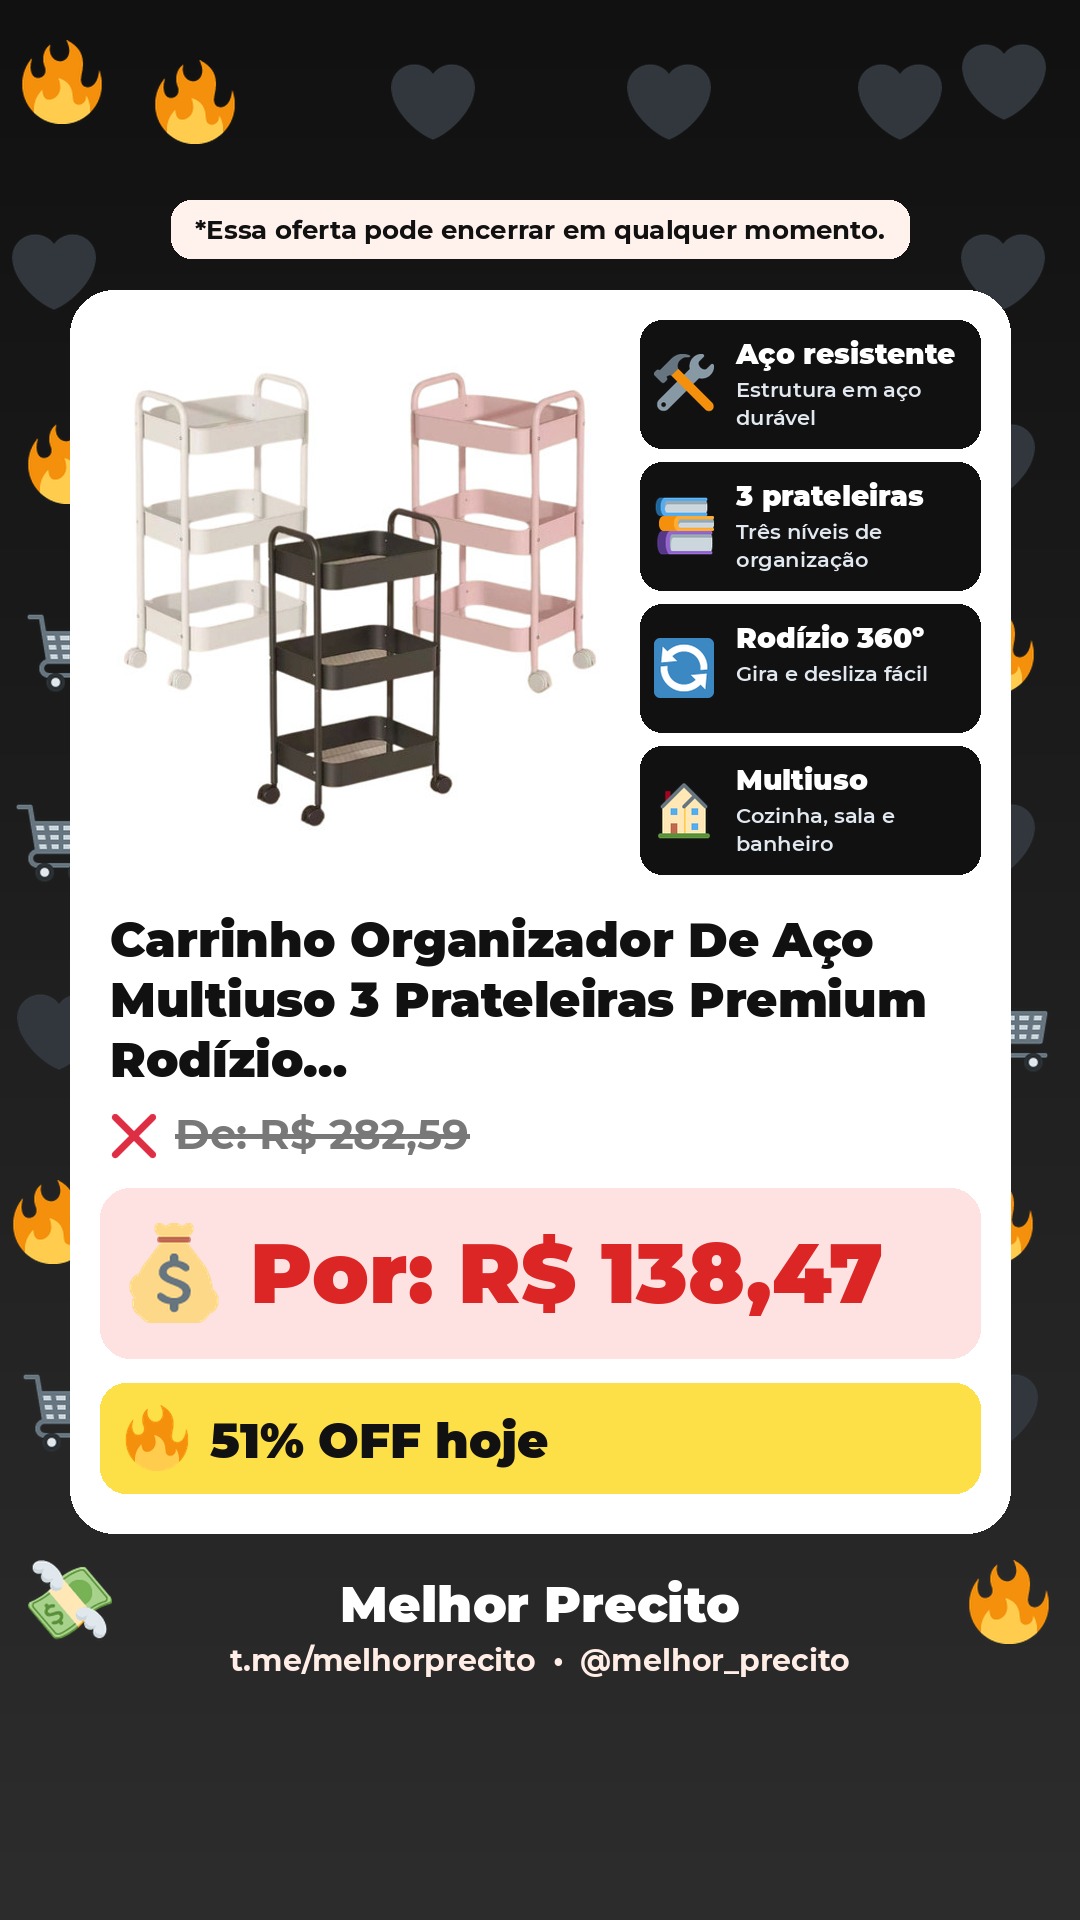 *Essa oferta pode encerrar em qualquer momento.
Aço resistente
Estrutura em aço
durável
3 prateleiras
Três níveis de
organização
Rodízio 360º
Gira e desliza fácil
Multiuso
Cozinha, sala e
banheiro
Carrinho Organizador De Aço
Multiuso 3 Prateleiras Premium
Rodízio...
De: R$ 282,59
Por: R$ 138,47
51% OFF hoje
Melhor Precito
t.me/melhorprecito • @melhor_precito